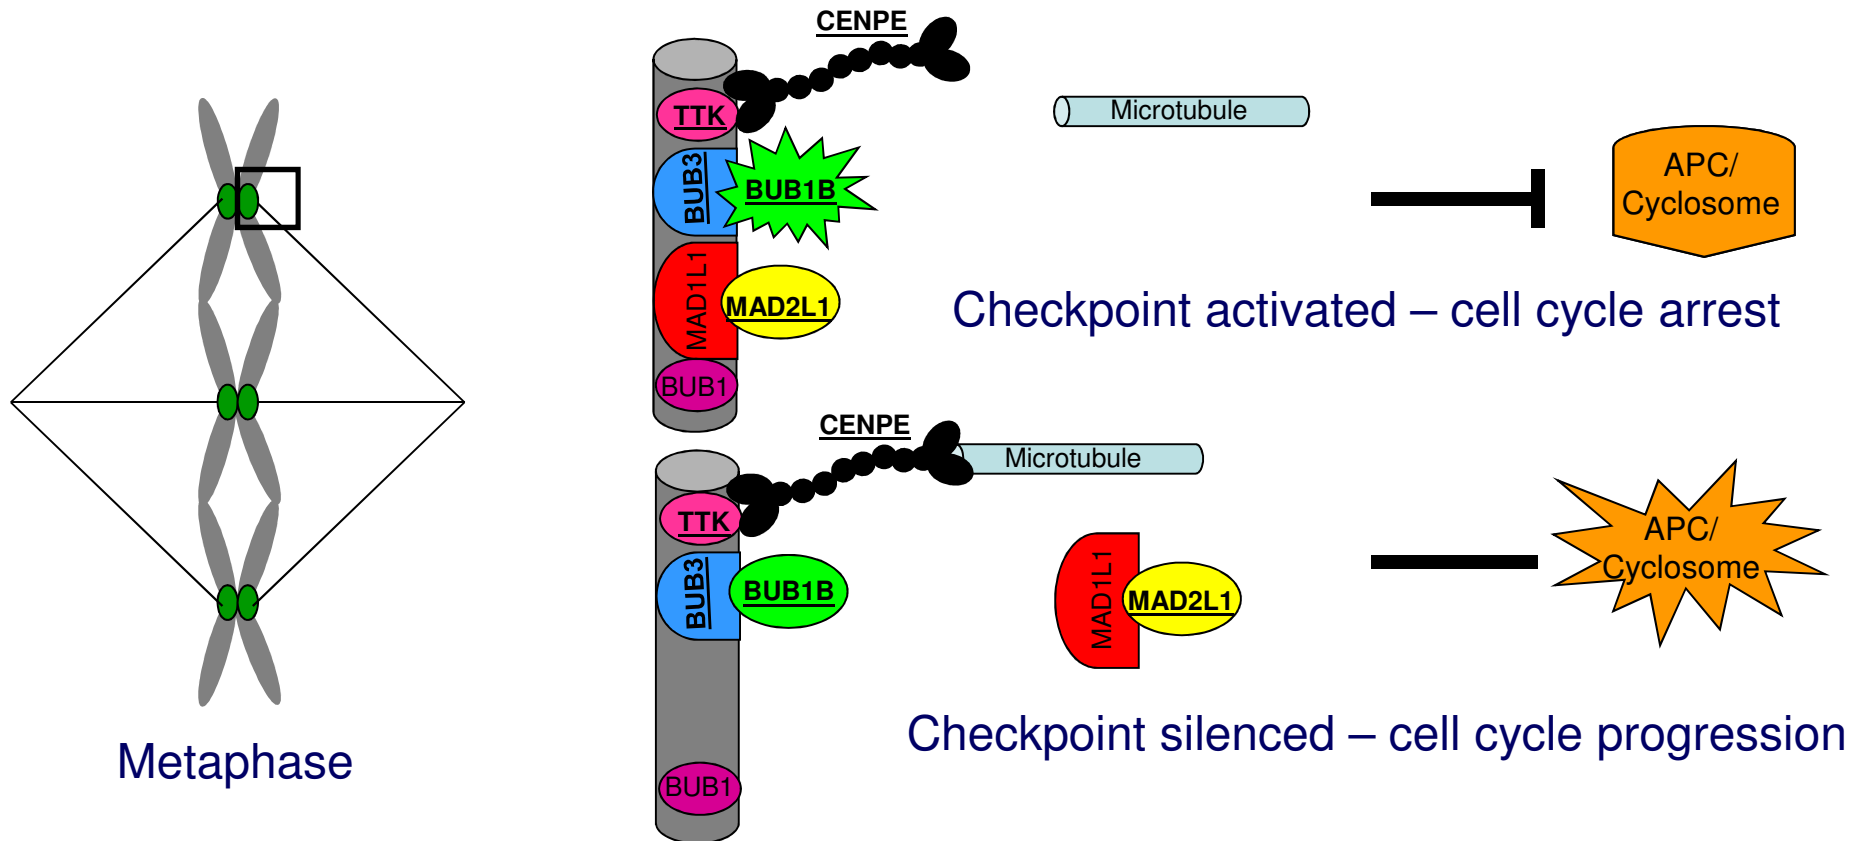 CENPE
TTK
BUB3
BUB1B
MAD1L1
MAD2L1
BUB1
Microtubule
APC/
Cyclosome
Checkpoint activated – cell cycle arrest
CENPE
Microtubule
TTK
BUB3
BUB1B
MAD1L1
MAD2L1
APC/
Cyclosome
BUB1
Checkpoint silenced – cell cycle progression
Metaphase